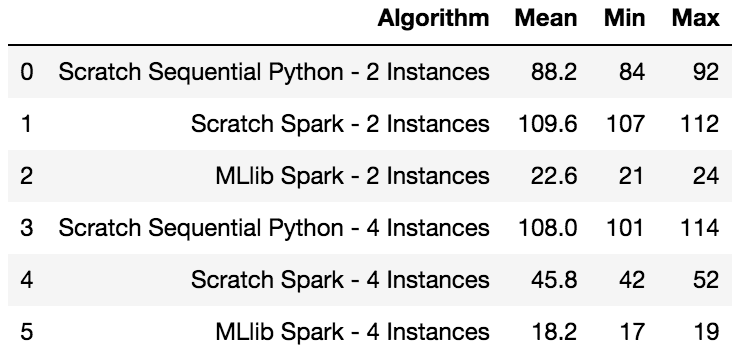 Algorithm Mean Min Max
0 Scratch Sequential Python - 2 Instances 88.2 84 92
1 Scratch Spark - 2 Instances 109.6 107 112
2 MLlib Spark - 2 Instances 22.6 21 24
3 Scratch Sequential Python - 4 Instances 108.0 101 114
4 Scratch Spark - 4 Instances 45.8 42 52
5 MLlib Spark - 4 Instances 18.2 17 19